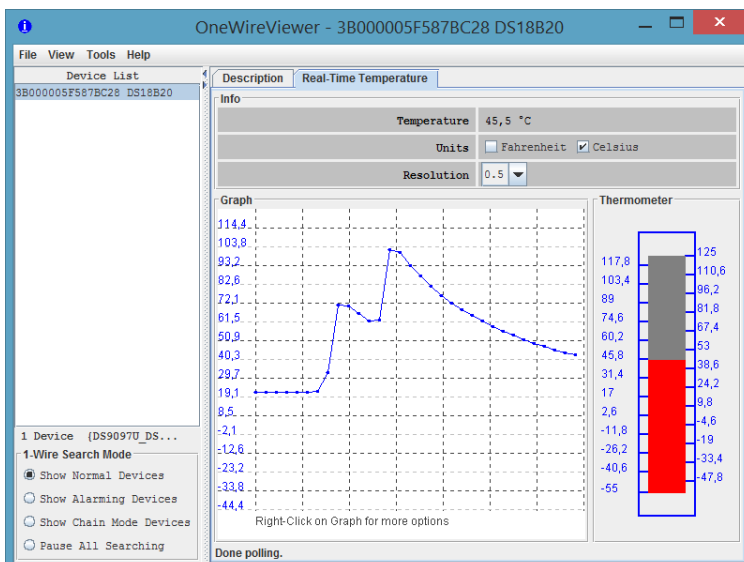 OneWireViewer - 3B000005F587BC28 DS18B20
File View Tools Help
Device List
3B000005F587BC28 DS18B20
1 Device (DS9097U_DS...
1-Wire Search Mode
Show Normal Devices
Show Alarming Devices
Show Chain Mode Devices
Pause All Searching
Description
Real-Time Temperature
Info
Temperature 45,5 °C
Units Fahrenheit Celsius
Resolution 0.5
Graph
114,4
103,8
93,2
82,6
72,1
61,5
50,9
40,3
29,7
19,1
8,5
-2,1
-12,6
-23,2
-33,8
-44,4
Right-Click on Graph for more options
Thermometer
125
117,8
110,6
103,4
96,2
89
81,8
74,6
67,4
60,2
53
45,8
38,6
31,4
24,2
17
9,8
2,6
-4,6
-11,8
-19
-26,2
-33,4
-40,6
-47,8
-55
Done polling.